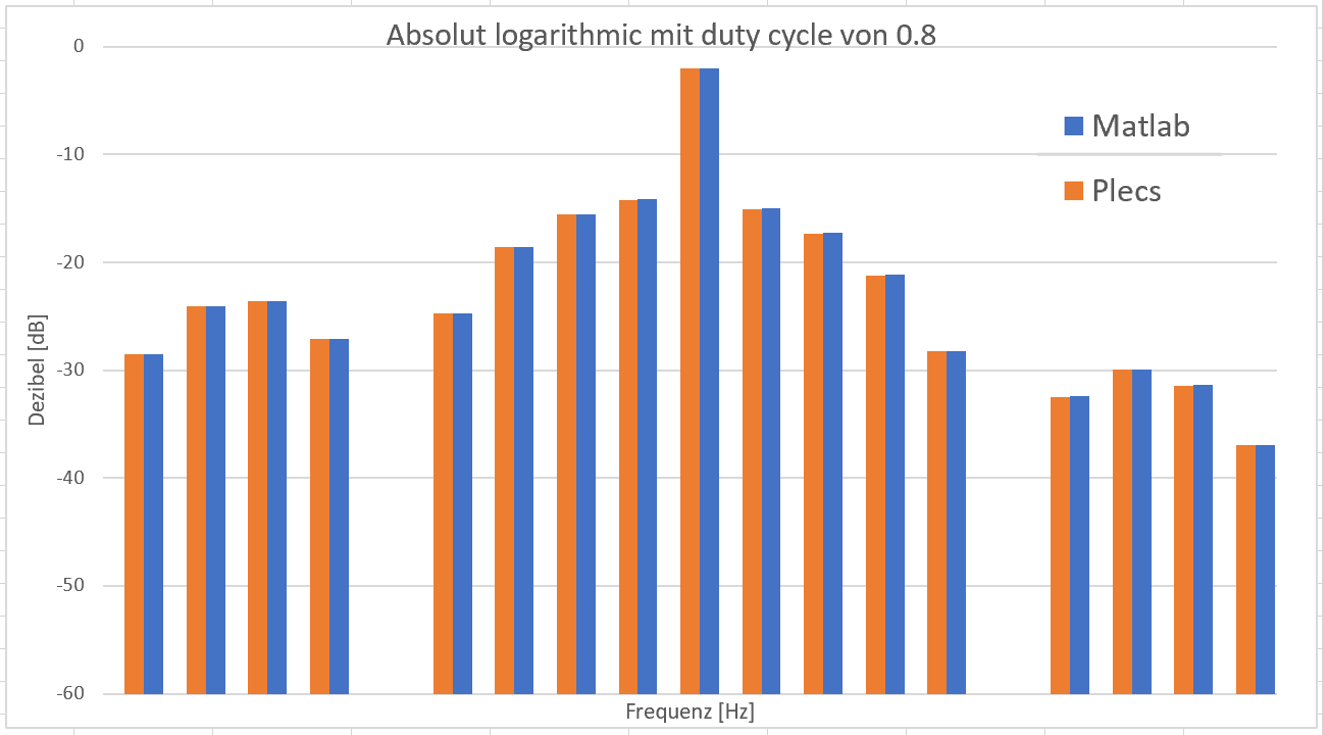 Absolut logarithmic mit duty cycle von 0.8
0
-10
-20
-30
-40
-50
-60
Dezibel [dB]
Matlab
Plecs
Frequenz [Hz]